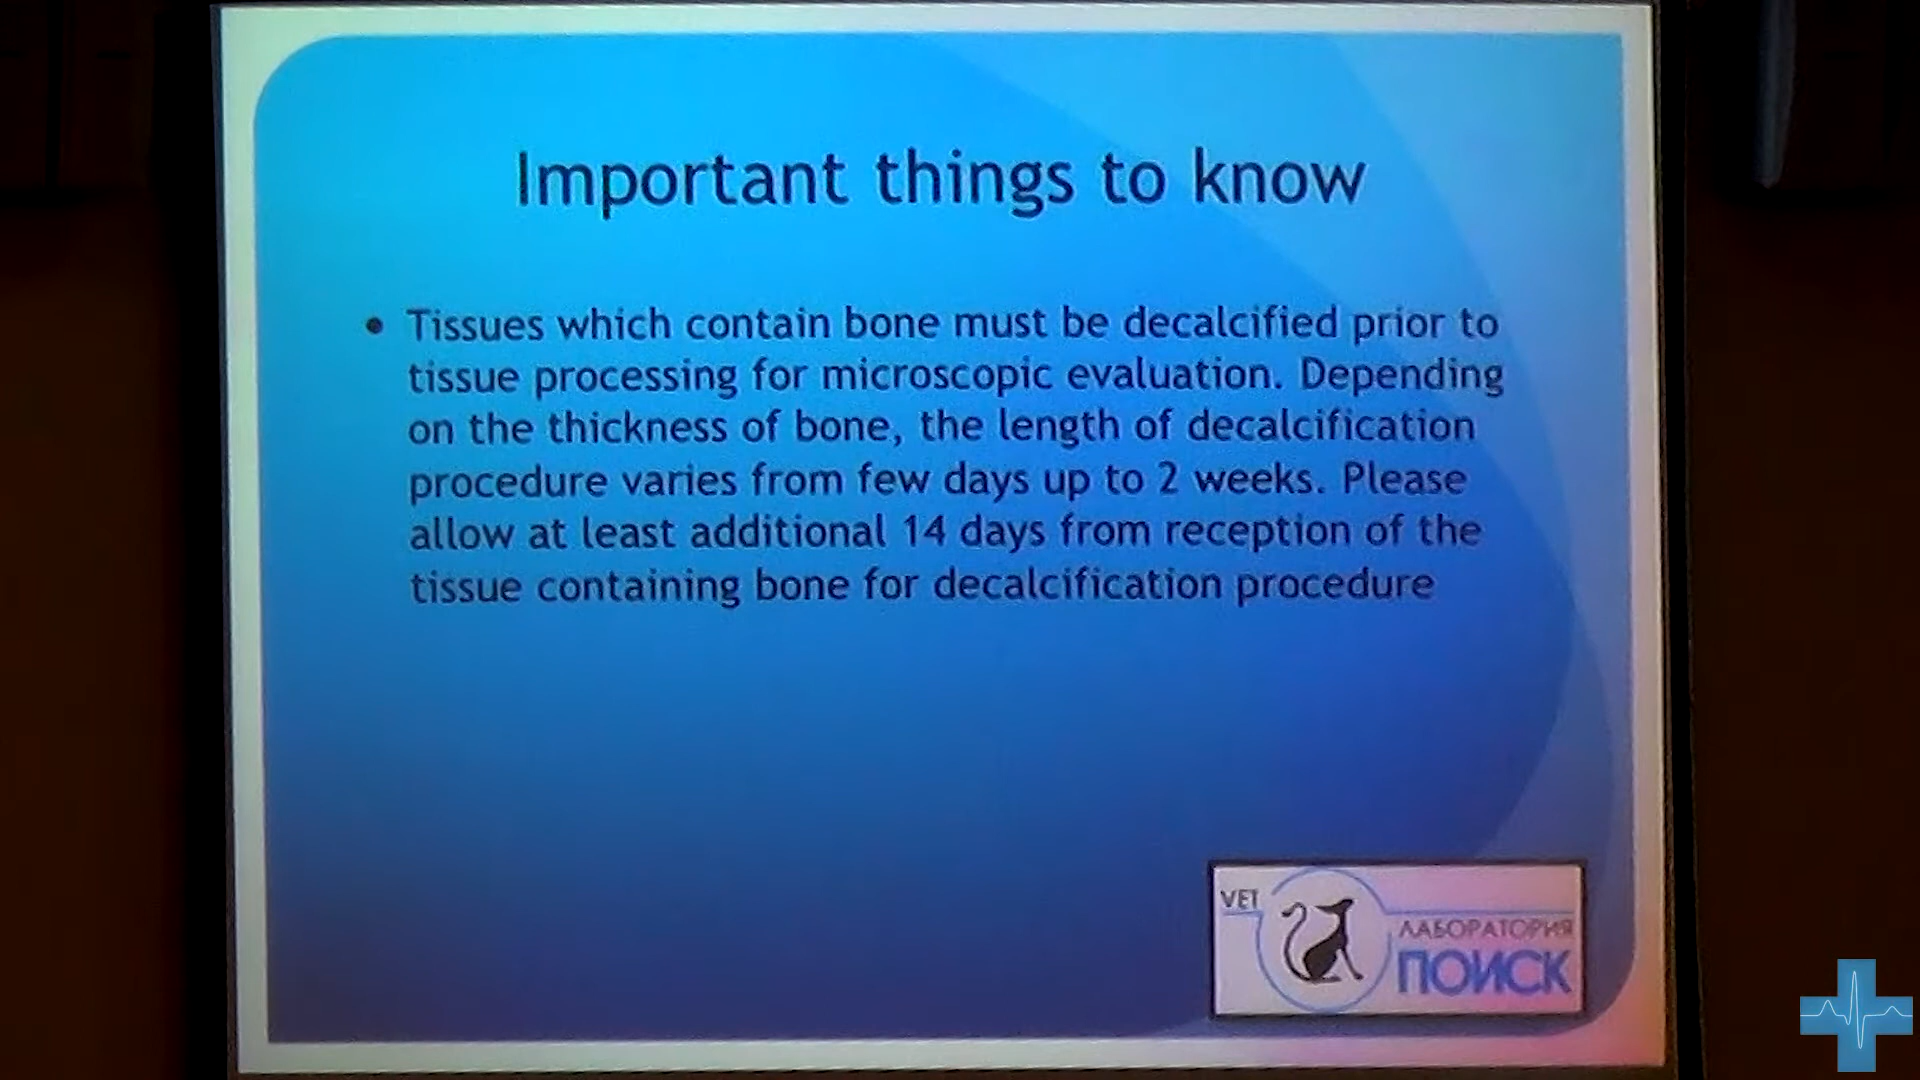 Important things to know
• Tissues which contain bone must be decalcified prior to
tissue processing for microscopic evaluation. Depending
on the thickness of bone, the length of decalcification
procedure varies from few days up to 2 weeks. Please
allow at least additional 14 days from reception of the
tissue containing bone for decalcification procedure
VET
ЛАБОРАТОРИЯ
ПОИСК